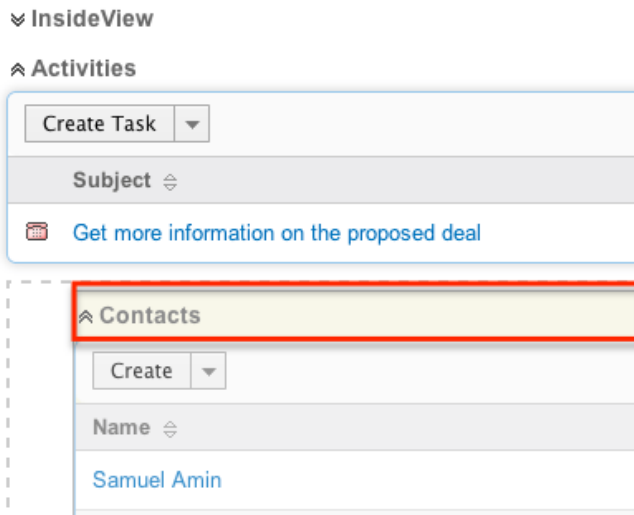 InsideView
Activities
Create Task
Subject
Get more information on the proposed deal
Contacts
Create
Name
Samuel Amin